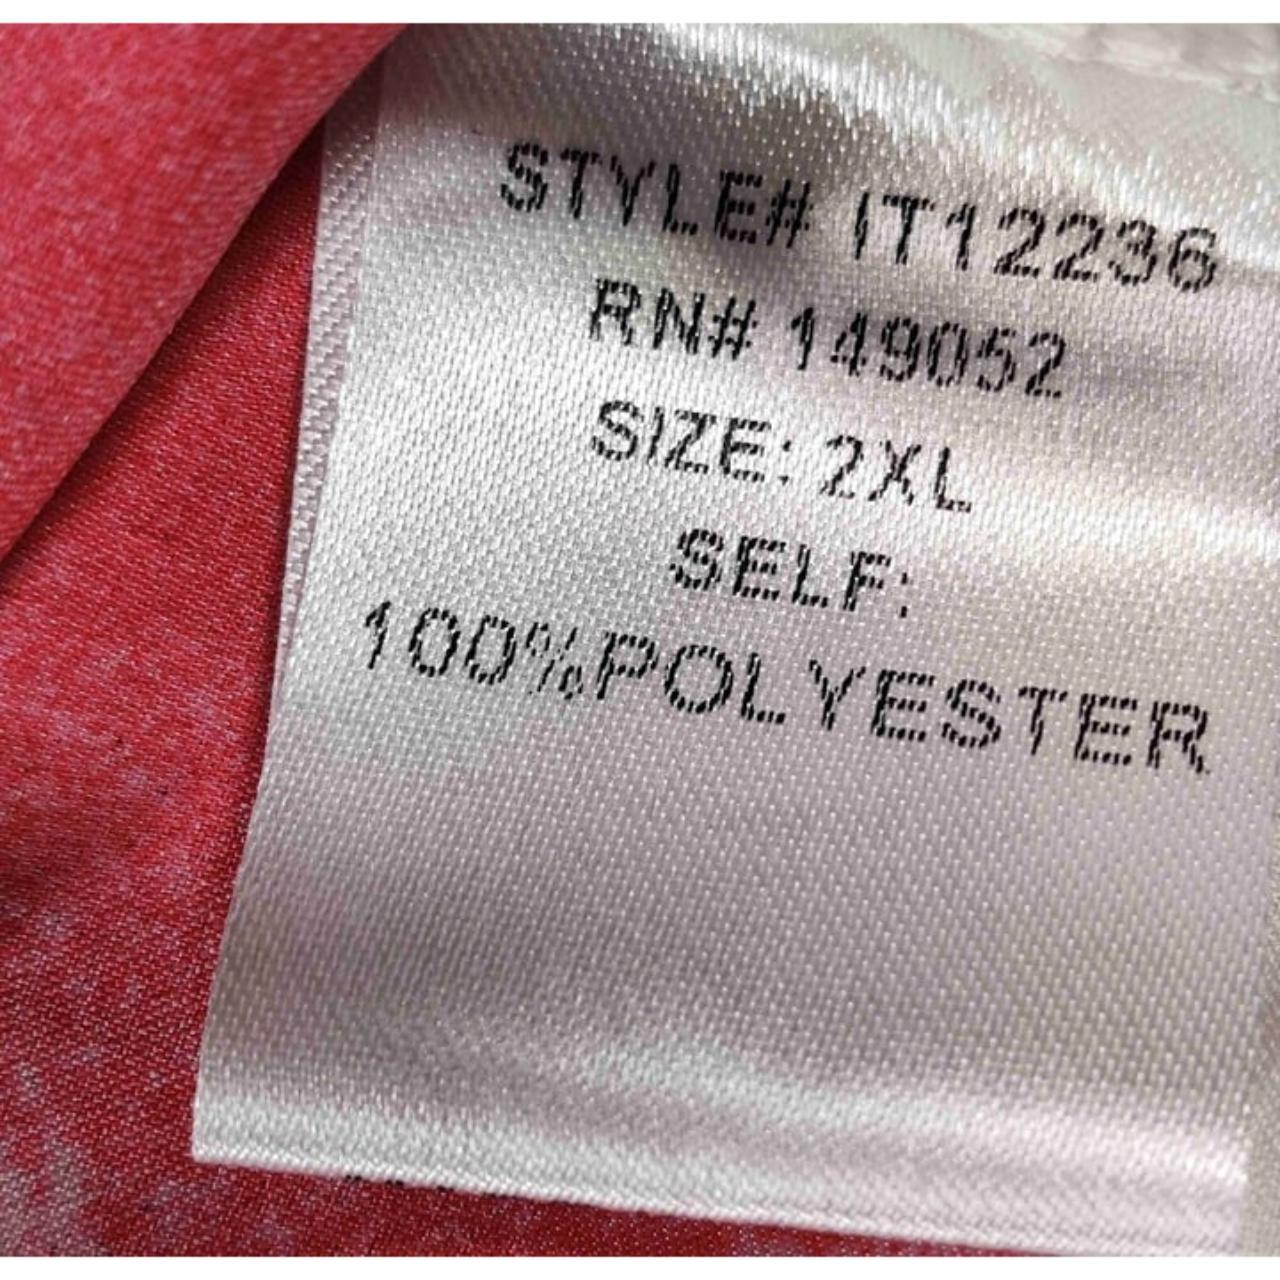 STYLE# IT12236
RN# 149052
SIZE: 2XL
SELF:
100%POLYESTER